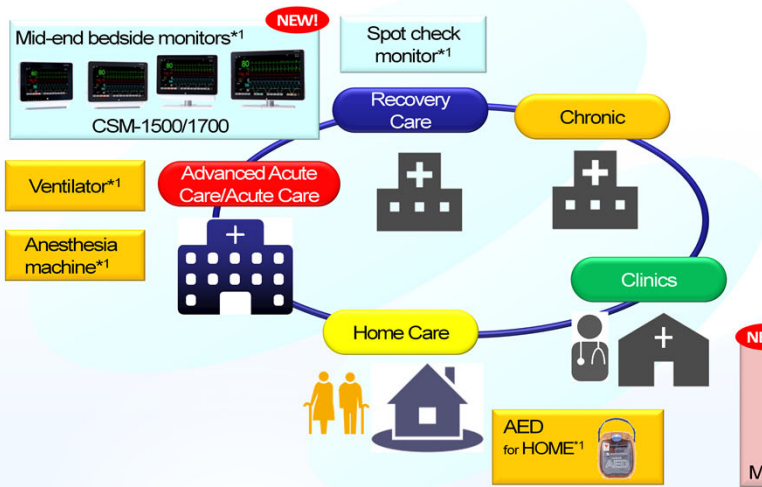 NEW!
Mid-end bedside monitors*1
CSM-1500/1700
Spot check
monitor*1
Recovery
Care
Chronic
Ventilator*1
Advanced Acute
Care/Acute Care
Anesthesia
machine*1
Clinics
Home Care
AED
for HOME*1
AED
NE
M